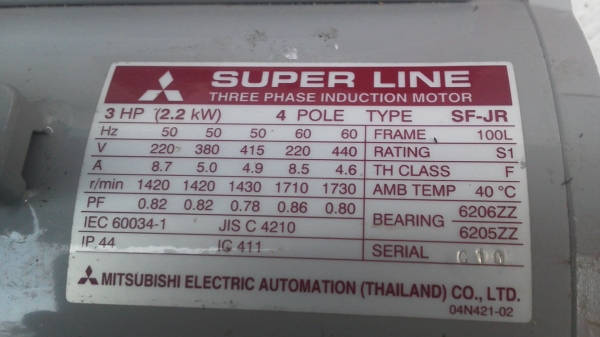 SUPER LINE
THREE PHASE INDUCTION MOTOR
3 HP (2.2 kW) 4 POLE TYPE SF-JR
Hz 50 50 50 60 60 FRAME 100L
V 220 380 415 220 440 RATING S1
A 8.7 5.0 4.9 8.5 4.6 TH CLASS F
r/min 1420 1420 1430 1710 1730 AMB TEMP 40 °C
PF 0.82 0.82 0.78 0.86 0.80 BEARING 6206ZZ
IEC 60034-1 JIS C 4210 6205ZZ
IP 44 IC 411 SERIAL
MITSUBISHI ELECTRIC AUTOMATION (THAILAND) CO., LTD.
04N421-02